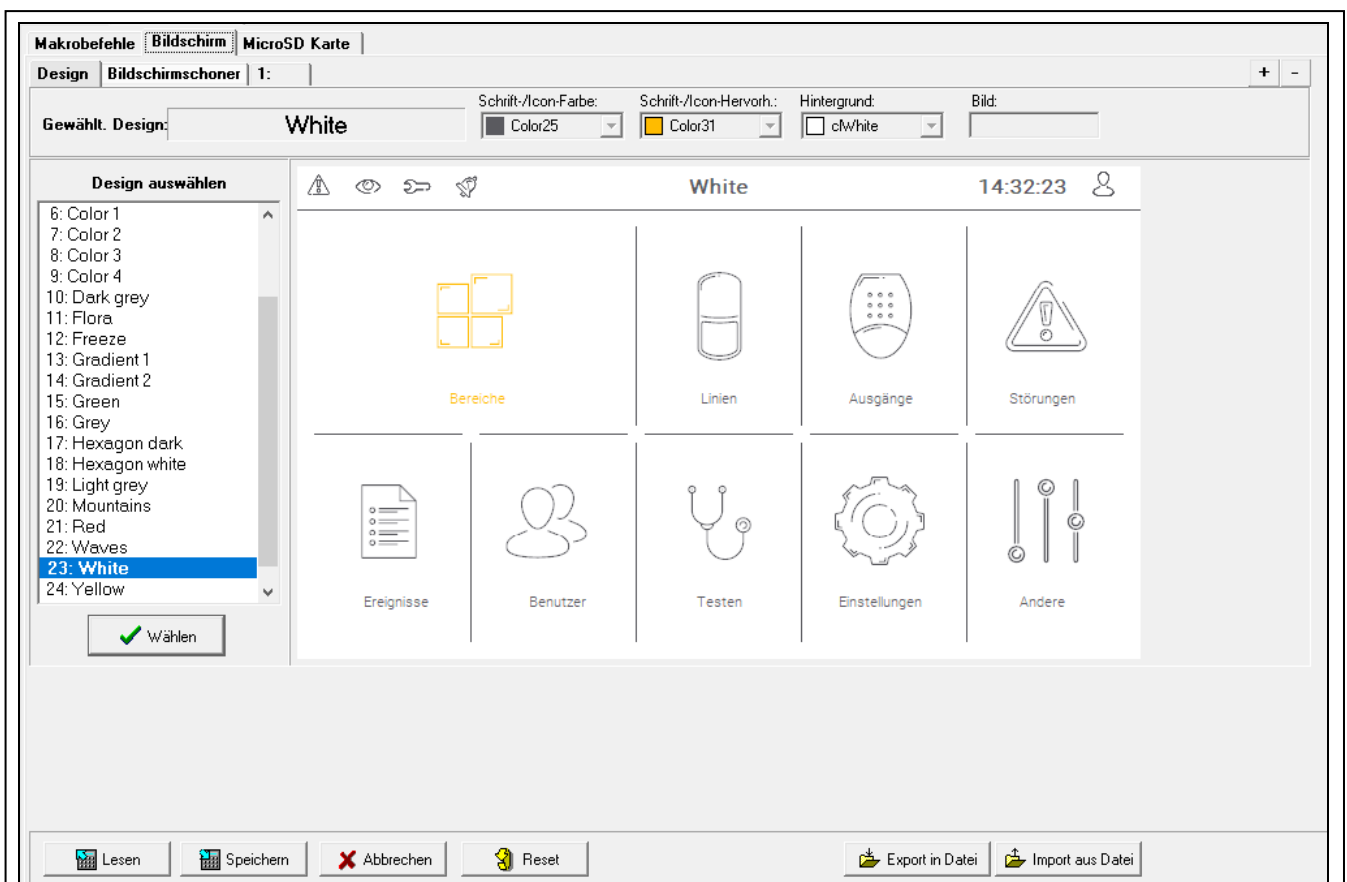 Makrobefehle Bildschirm MicroSD Karte
Design Bildschirmschoner 1: + -
Schrift-/Icon-Farbe: Schrift-/Icon-Hervorh.: Hintergrund: Bild:
Gewählt. Design: White Color25 Color31 clWhite
Design auswählen
6: Color 1
7: Color 2
8: Color 3
9: Color 4
10: Dark grey
11: Flora
12: Freeze
13: Gradient 1
14: Gradient 2
15: Green
16: Grey
17: Hexagon dark
18: Hexagon white
19: Light grey
20: Mountains
21: Red
22: Waves
23: White
24: Yellow
Wählen
White 14:32:23
Bereiche Linien Ausgänge Störungen
Ereignisse Benutzer Testen Einstellungen Andere
Lesen Speichern Abbrechen Reset Export in Datei Import aus Datei